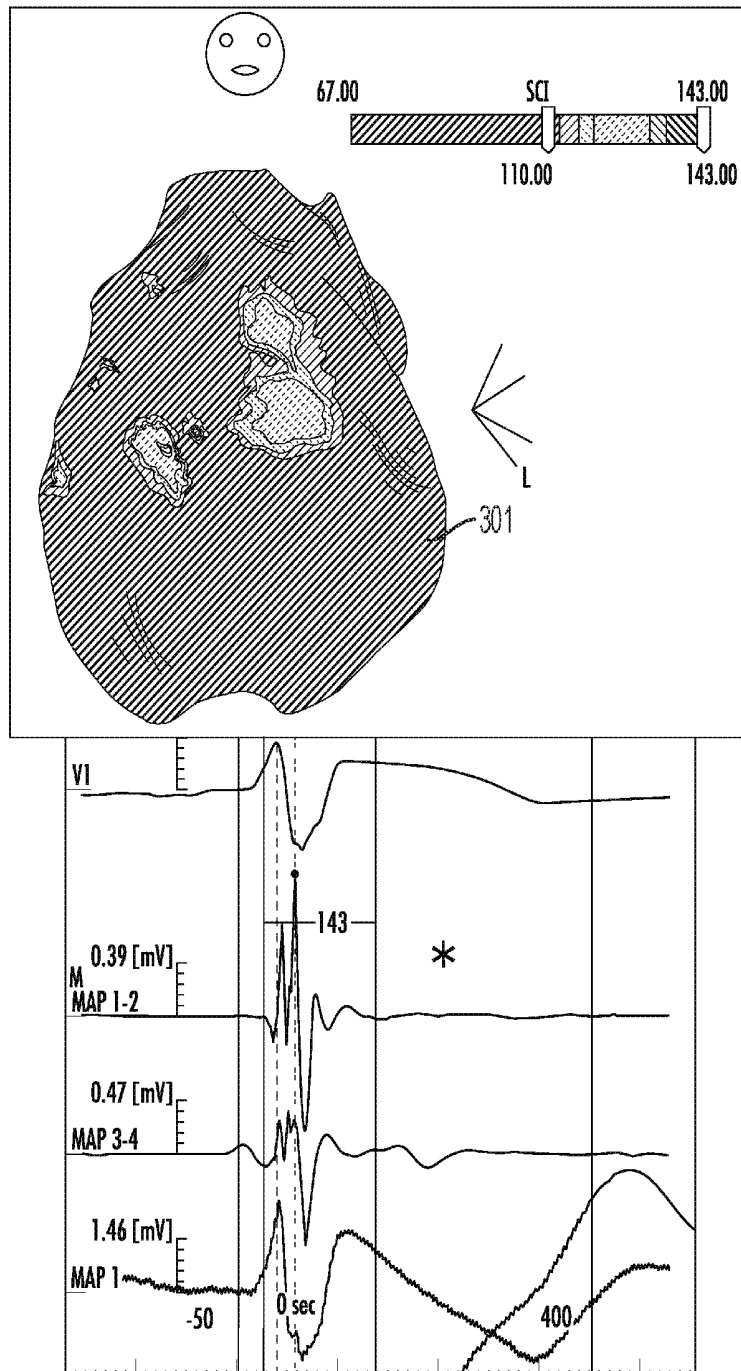 67.00 SCI 143.00
110.00 143.00
L
301
V1
143
0.39 [mV]
M
MAP 1-2
*
0.47 [mV]
MAP 3-4
1.46 [mV]
MAP 1
-50 0 sec 400